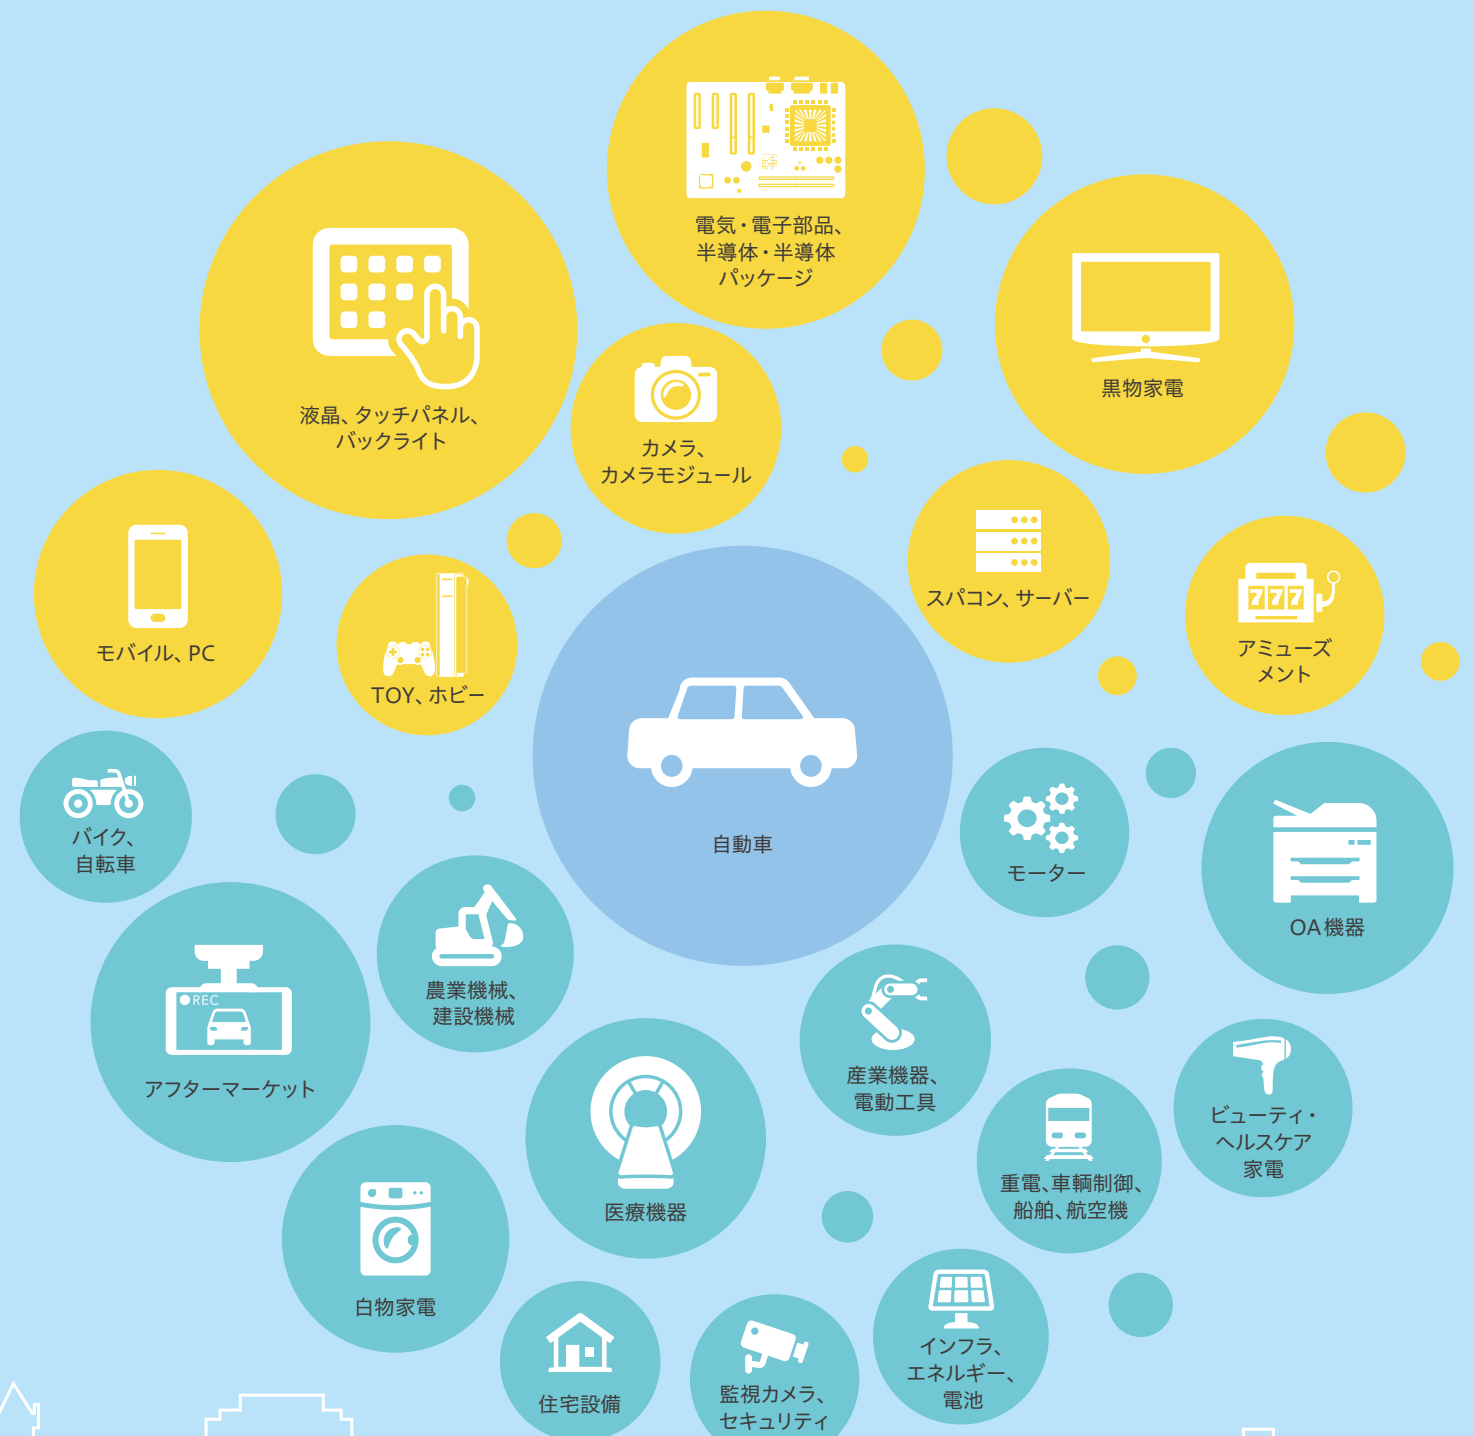 電気・電子部品、
半導体・半導体
パッケージ
液晶、タッチパネル、
バックライト
黒物家電
カメラ、
カメラモジュール
スパコン、サーバー
モバイル、PC
TOY、ホビー
777
アミューズ
メント
自動車
バイク、
自転車
モーター
OA機器
農業機械、
建設機械
REC
アフターマーケット
産業機器、
電動工具
ビューティ・
ヘルスケア
家電
重電、車輌制御、
船舶、航空機
医療機器
白物家電
インフラ、
エネルギー、
電池
住宅設備
監視カメラ、
セキュリティ